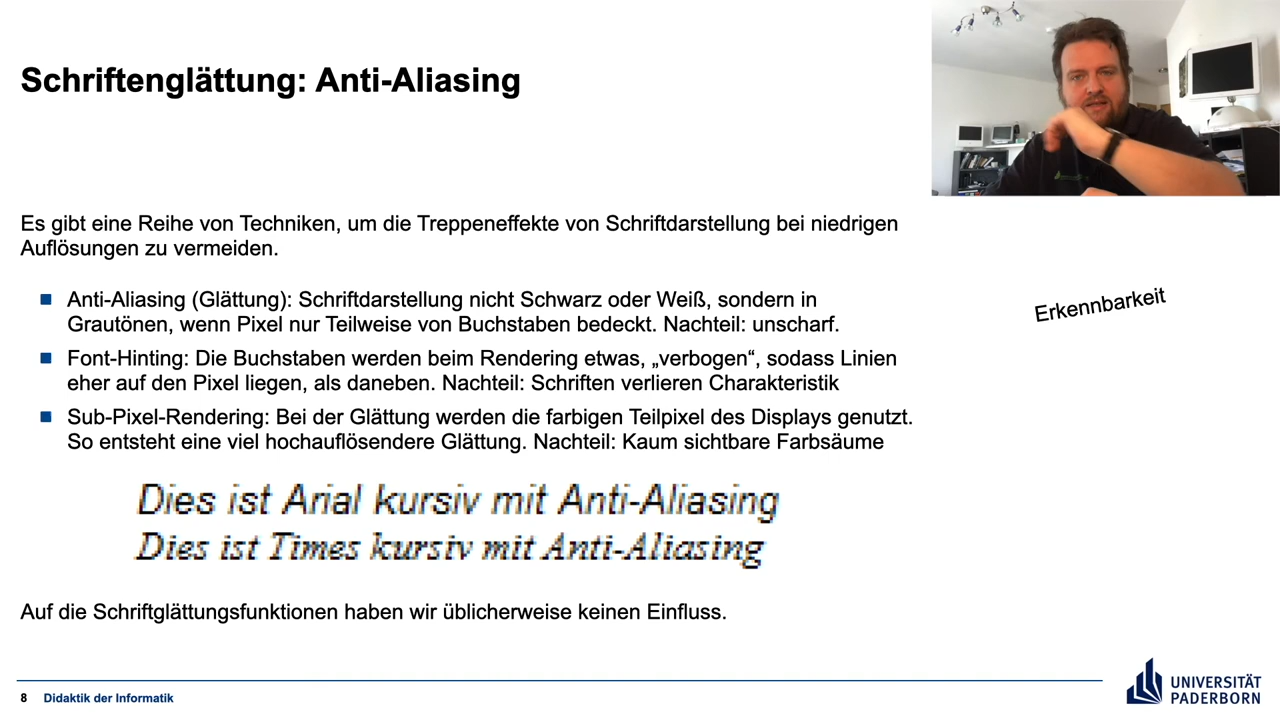 Schriftenglättung: Anti-Aliasing
Es gibt eine Reihe von Techniken, um die Treppeneffekte von Schriftdarstellung bei niedrigen
Auflösungen zu vermeiden.
Anti-Aliasing (Glättung): Schriftdarstellung nicht Schwarz oder Weiß, sondern in
Grautönen, wenn Pixel nur Teilweise von Buchstaben bedeckt. Nachteil: unscharf.
Erkennbarkeit
Font-Hinting: Die Buchstaben werden beim Rendering etwas, „verbogen“, sodass Linien
eher auf den Pixel liegen, als daneben. Nachteil: Schriften verlieren Charakteristik
Sub-Pixel-Rendering: Bei der Glättung werden die farbigen Teilpixel des Displays genutzt.
So entsteht eine viel hochauflösendere Glättung. Nachteil: Kaum sichtbare Farbsäume
Dies ist Arial kursiv mit Anti-Aliasing
Dies ist Times kursiv mit Anti-Aliasing
Auf die Schriftglättungsfunktionen haben wir üblicherweise keinen Einfluss.
8 Didaktik der Informatik
UNIVERSITÄT
PADERBORN